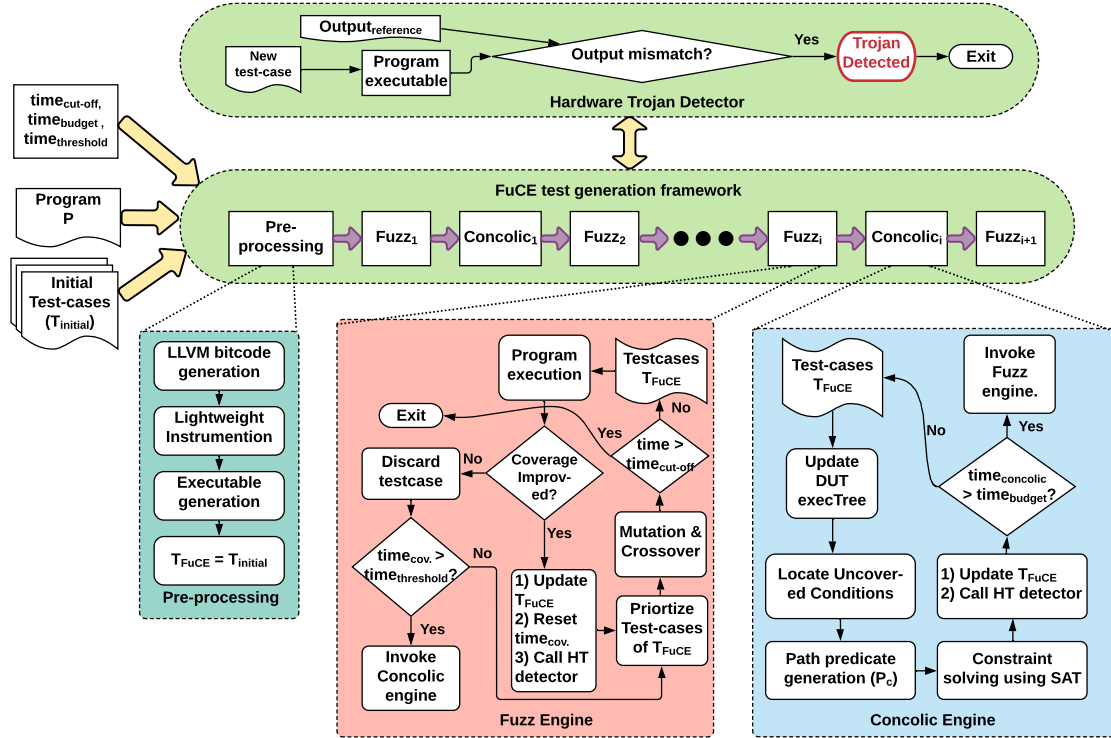 Output_reference
New
test-case
Program
executable
Output mismatch?
Yes
Trojan
Detected
Exit
Hardware Trojan Detector
time_cut-off,
time_budget ,
time_threshold
Program
P
Initial
Test-cases
(T_initial)
FuCE test generation framework
Pre-
processing
Fuzz_1
Concolic_1
Fuzz_2
Fuzz_i
Concolic_i
Fuzz_i+1
LLVM bitcode
generation
Lightweight
Instrumention
Executable
generation
T_FuCE = T_initial
Pre-processing
Program
execution
Testcases
T_FuCE
Exit
Yes
No
time >
time_cut-off
Discard
testcase
No
Coverage
Improv-
ed?
Yes
Mutation &
Crossover
time_cov. >
time_threshold?
No
Yes
1) Update
T_FuCE
2) Reset
time_cov.
3) Call HT
detector
Priortize
Test-cases
of T_FuCE
Invoke
Concolic
engine
Fuzz Engine
Test-cases
T_FuCE
Invoke
Fuzz
engine.
No
Yes
Update
DUT
execTree
time_concolic
> time_budget?
Locate Uncover-
ed Conditions
1) Update T_FuCE
2) Call HT detector
Path predicate
generation (P_c)
Constraint
solving using SAT
Concolic Engine